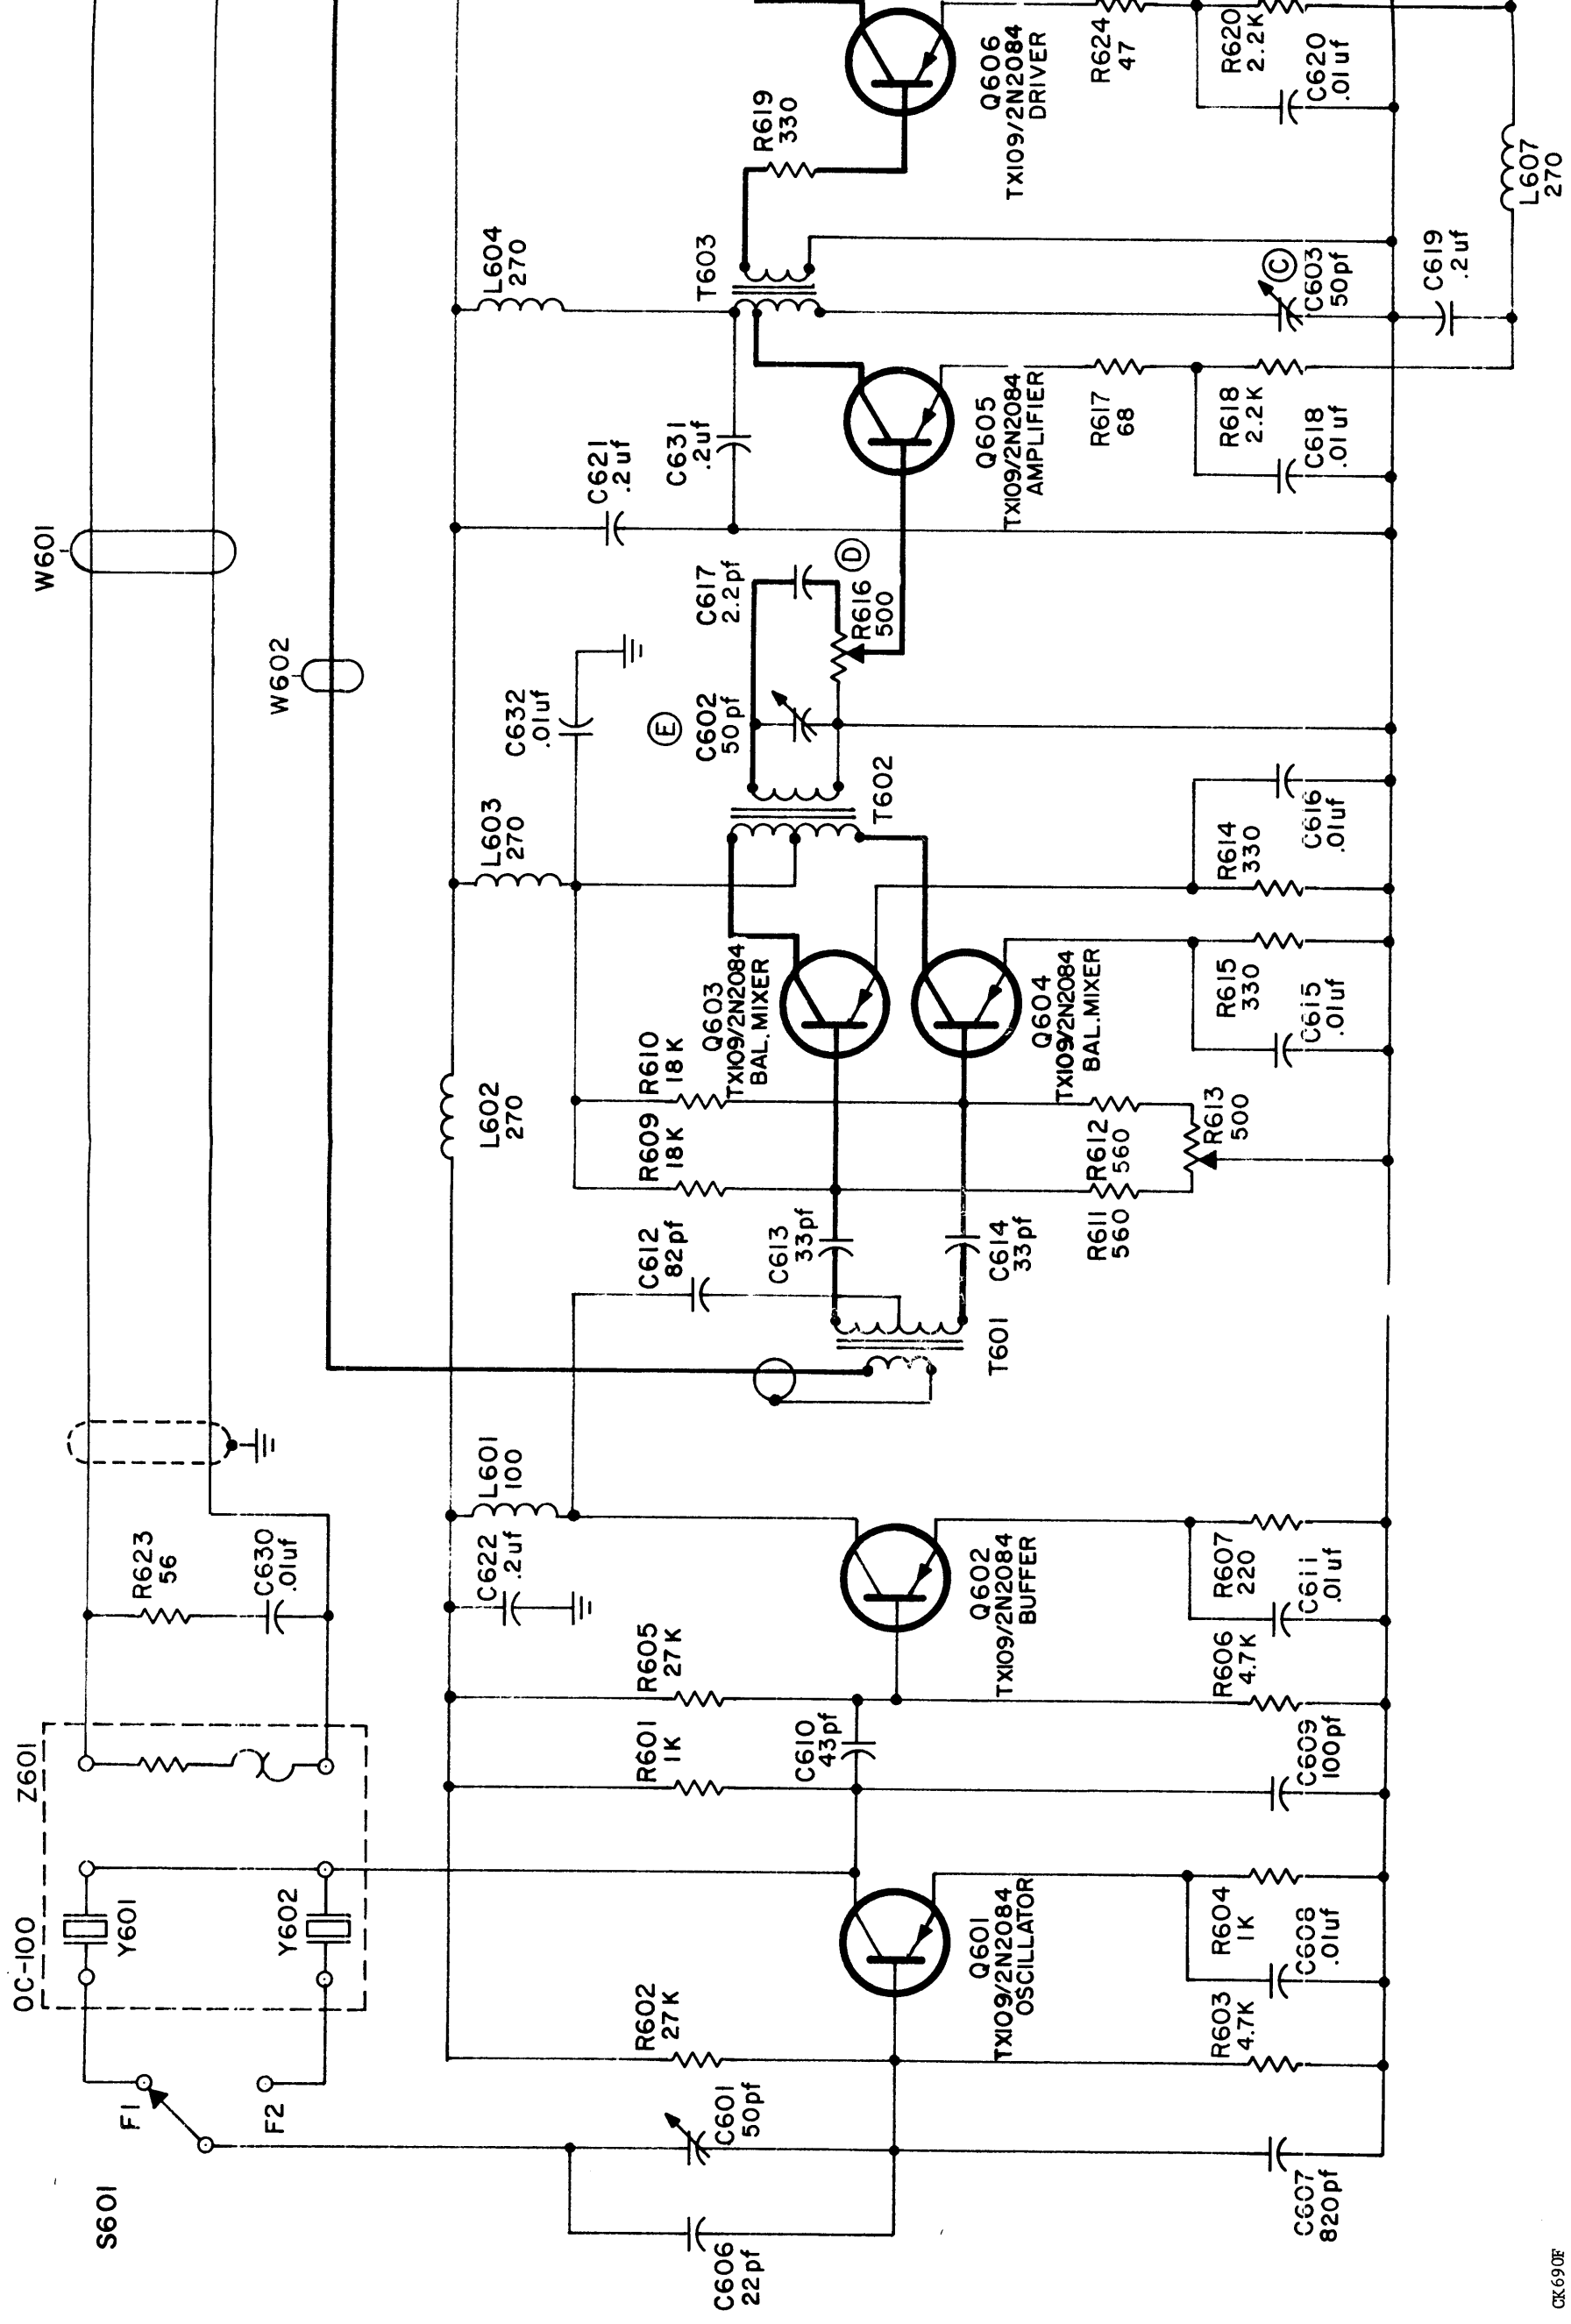 S601
F1
F2
OC-100
Z601
Y601
Y602
R623
56
C630
.01uf
W601
W602
C606
22pf
C601
50pf
C607
820pf
R602
27K
R603
4.7K
Q601
TX109/2N2084
OSCILLATOR
R604
1K
C608
.01uf
R601
1K
C609
100pf
C610
43pf
R605
27K
R606
4.7K
C622
.2uf
L601
100
Q602
TX109/2N2084
BUFFER
R607
220
C611
.01uf
T601
C612
82pf
C613
33pf
C614
33pf
L602
270
R609
18K
R610
18K
R611
560
R612
560
R613
500
Q603
TX109/2N2084
BAL.MIXER
Q604
TX109/2N2084
BAL.MIXER
R615
330
C615
.01uf
R614
330
C616
.01uf
L603
270
C632
.01uf
T602
E
C602
50pf
C617
2.2pf
D
R616
500
C621
.2uf
C631
.2uf
Q605
TX109/2N2084
AMPLIFIER
R617
68
R618
2.2K
C618
.01uf
L604
270
T603
C
C603
50pf
C619
.2uf
L607
270
R619
330
Q606
TX109/2N2084
DRIVER
R624
47
R620
2.2K
C620
.01uf
CK690F